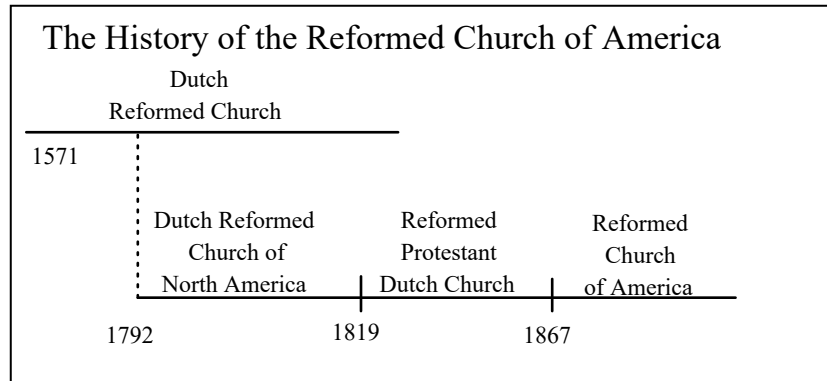 The History of the Reformed Church of America
Dutch
Reformed Church
1571
Dutch Reformed
Church of
North America
Reformed
Protestant
Dutch Church
Reformed
Church
of America
1792
1819
1867